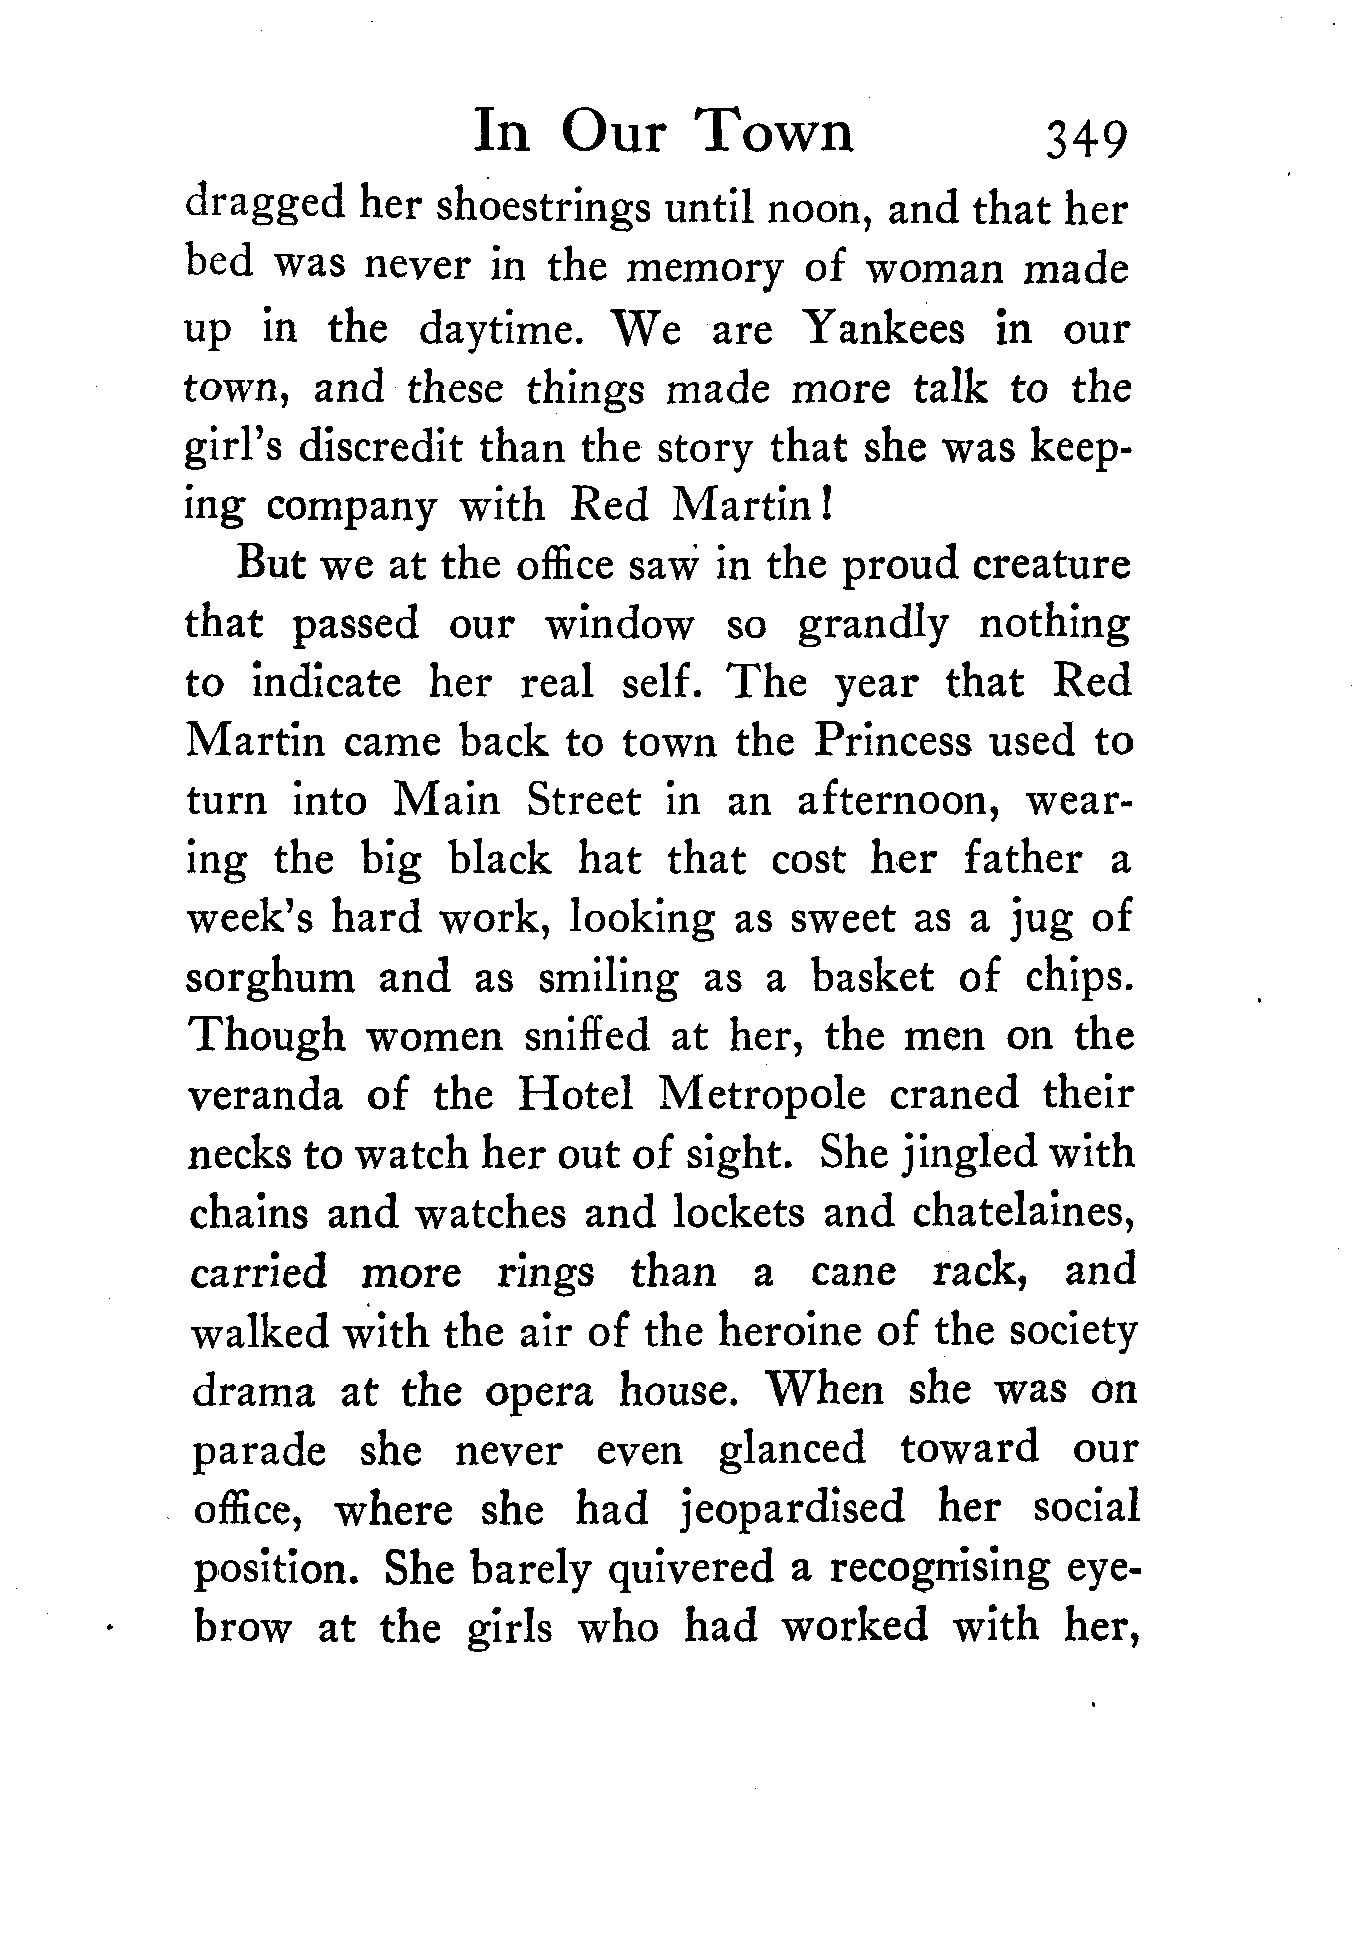 In Our Town 349
dragged her shoestrings until noon, and that her
bed was never in the memory of woman made
up in the daytime. We are Yankees in our
town, and these things made more talk to the
girl's discredit than the story that she was keep-
ing company with Red Martin!
But we at the office saw in the proud creature
that passed our window so grandly nothing
to indicate her real self. The year that Red
Martin came back to town the Princess used to
turn into Main Street in an afternoon, wear-
ing the big black hat that cost her father a
week's hard work, looking as sweet as a jug of
sorghum and as smiling as a basket of chips.
Though women sniffed at her, the men on the
veranda of the Hotel Metropole craned their
necks to watch her out of sight. She jingled with
chains and watches and lockets and chatelaines,
carried more rings than a cane rack, and
walked with the air of the heroine of the society
drama at the opera house. When she was on
parade she never even glanced toward our
office, where she had jeopardised her social
position. She barely quivered a recognising eye-
brow at the girls who had worked with her,